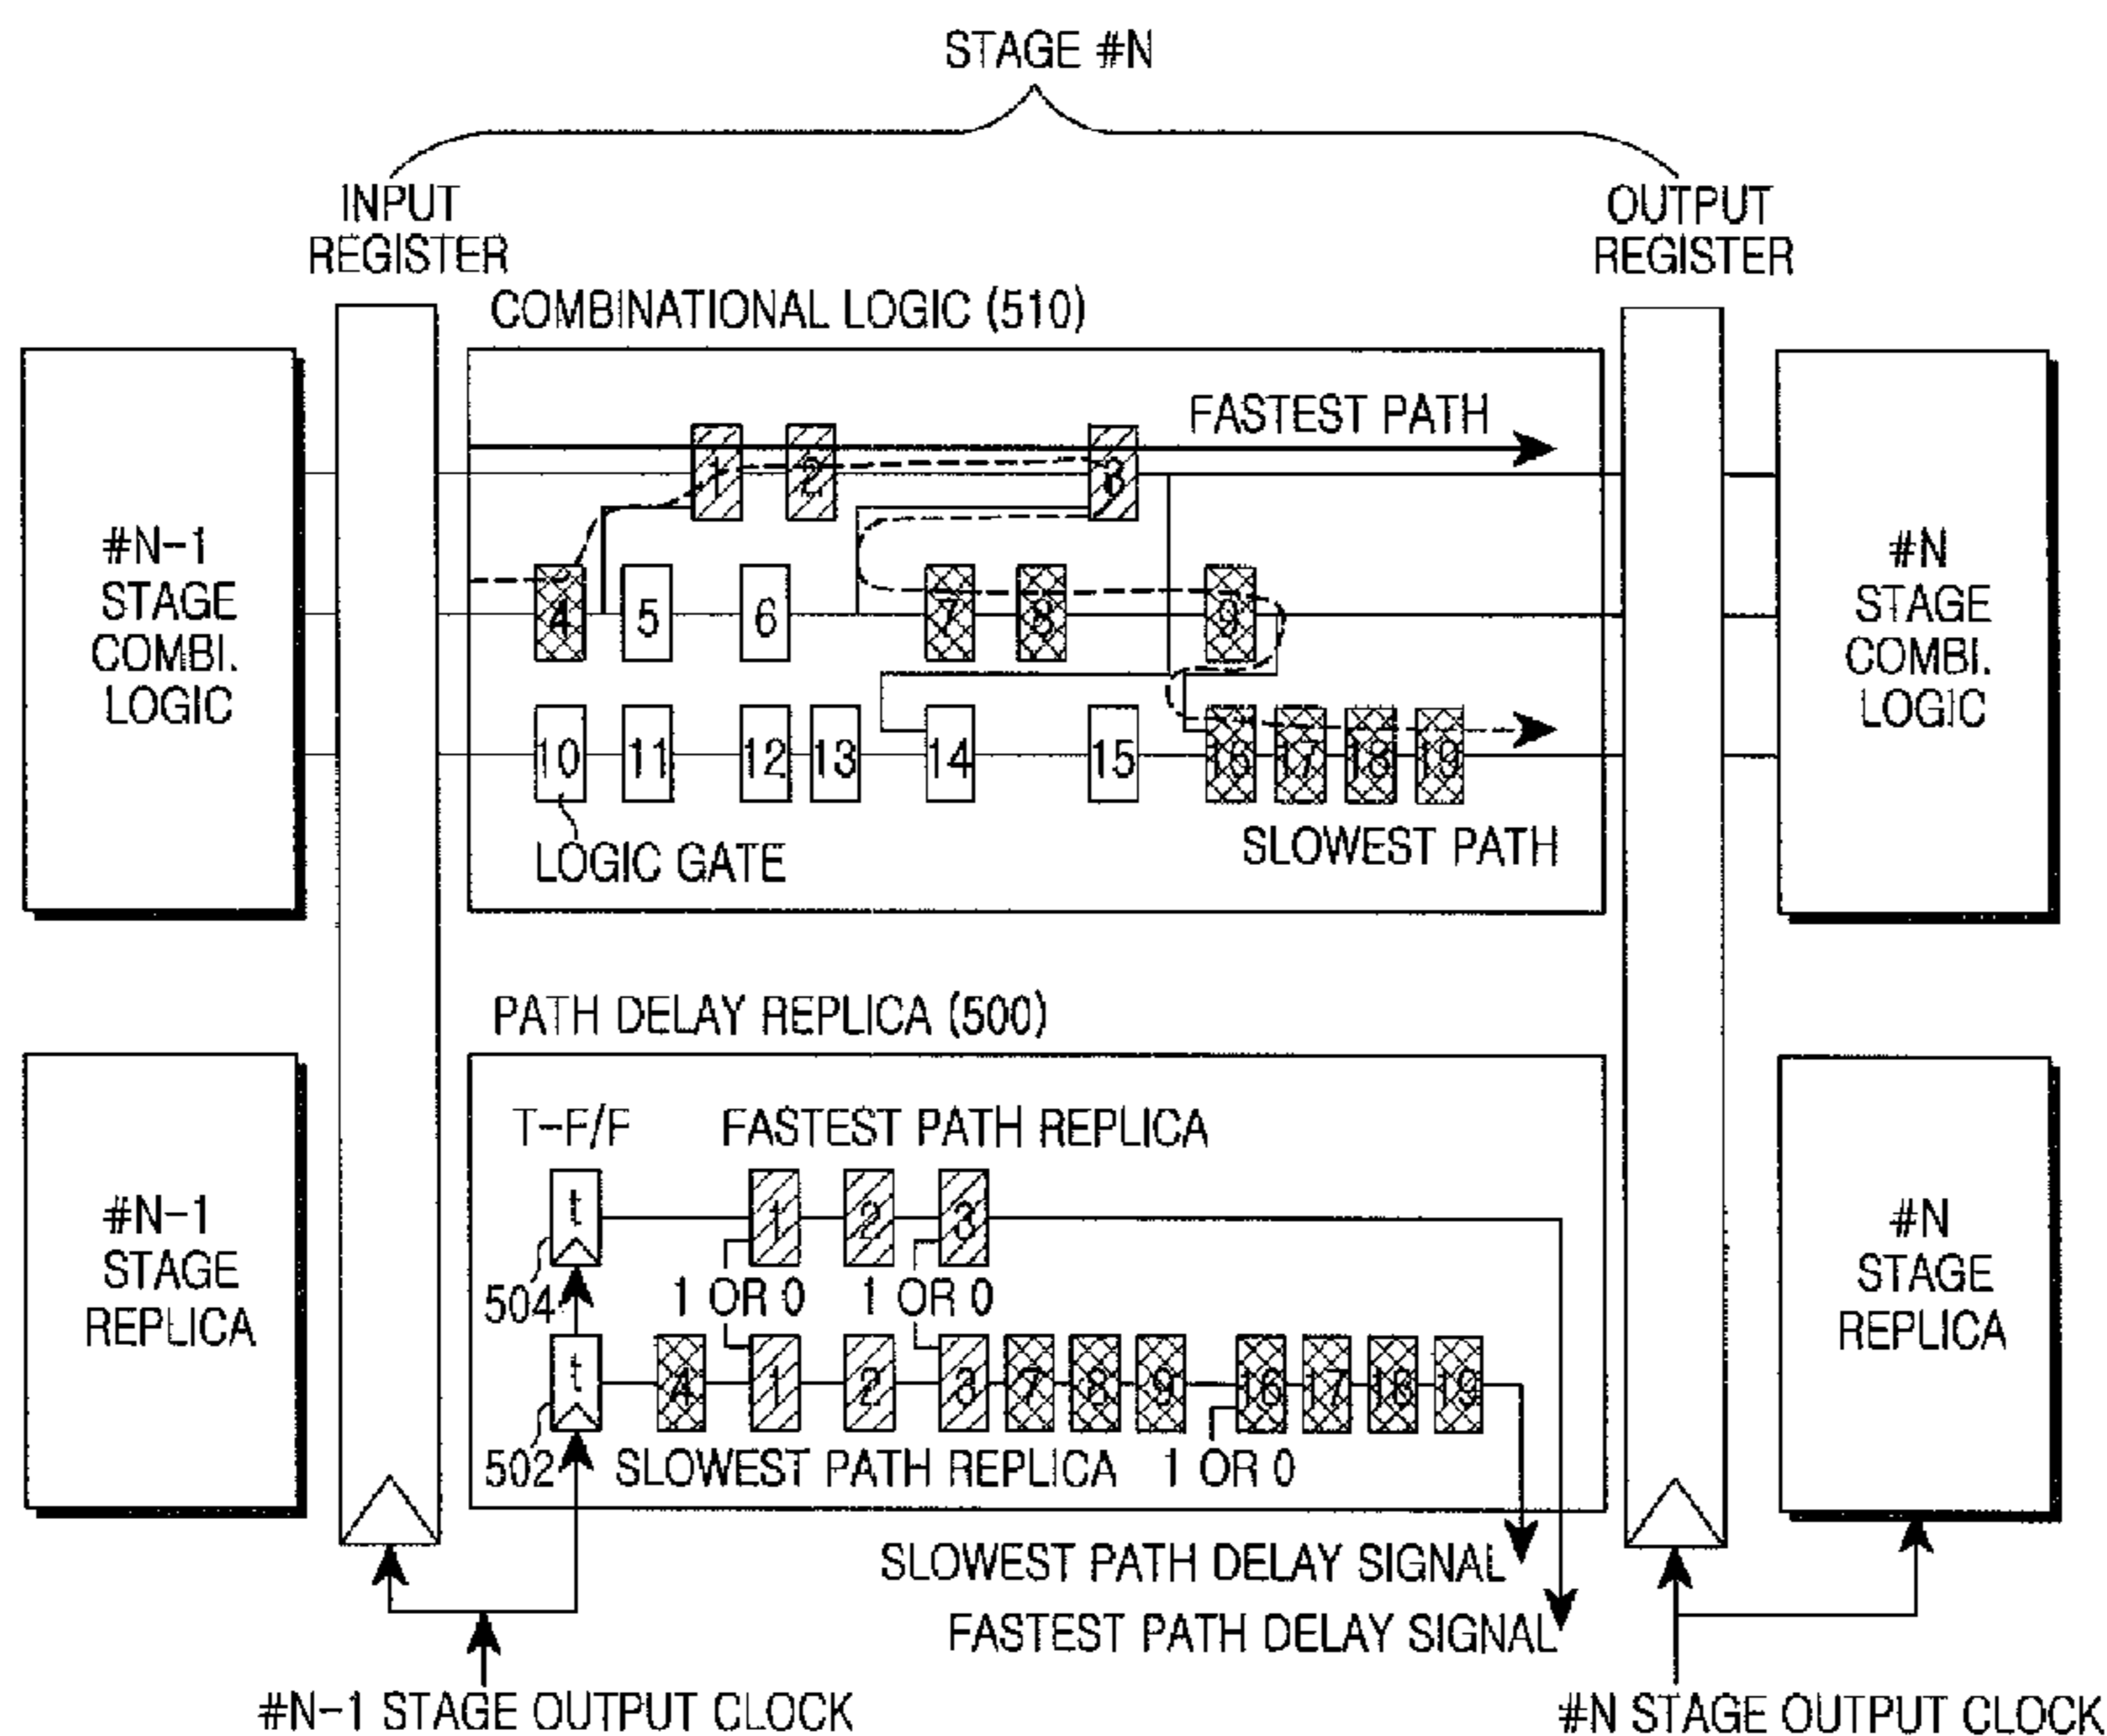 STAGE #N
INPUT
REGISTER
OUTPUT
REGISTER
COMBINATIONAL LOGIC (510)
FASTEST PATH
1 2 3
#N-1
STAGE
COMBI.
LOGIC
#N
STAGE
COMBI.
LOGIC
4 5 6 7 8 9
10 11 12 13 14 15 16 17 18 19
LOGIC GATE
SLOWEST PATH
PATH DELAY REPLICA (500)
T-F/F FASTEST PATH REPLICA
t 1 2 3
#N-1
STAGE
REPLICA
#N
STAGE
REPLICA
504 1 OR 0 1 OR 0
t 4 1 2 3 7 8 9 16 17 18 19
502 SLOWEST PATH REPLICA 1 OR 0
SLOWEST PATH DELAY SIGNAL
FASTEST PATH DELAY SIGNAL
#N-1 STAGE OUTPUT CLOCK
#N STAGE OUTPUT CLOCK